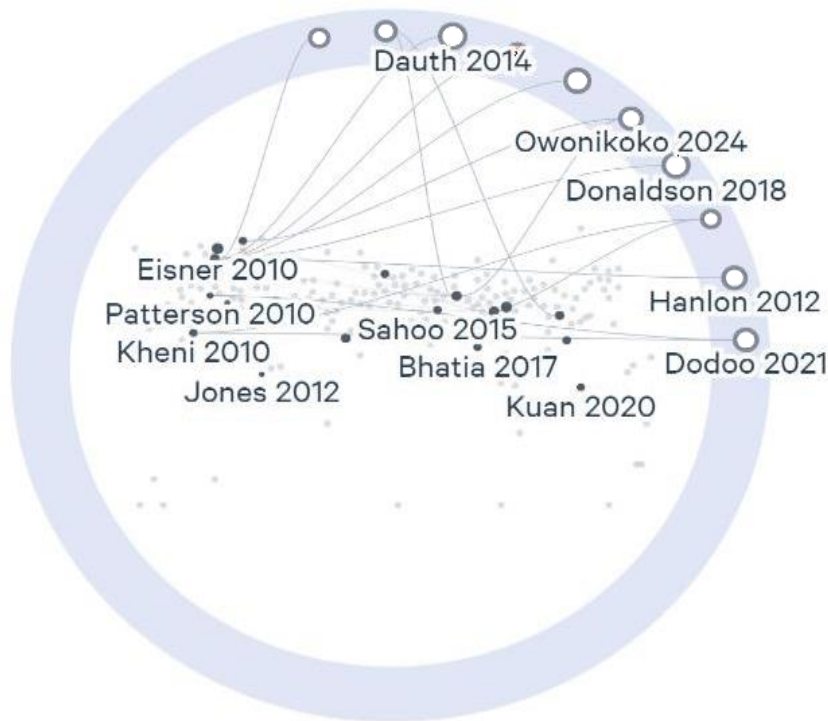 Dauth 2014
Owonikoko 2024
Donaldson 2018
Eisner 2010
Hanlon 2012
Patterson 2010
Sahoo 2015
Kheni 2010
Bhatia 2017
Dodoo 2021
Jones 2012
Kuan 2020